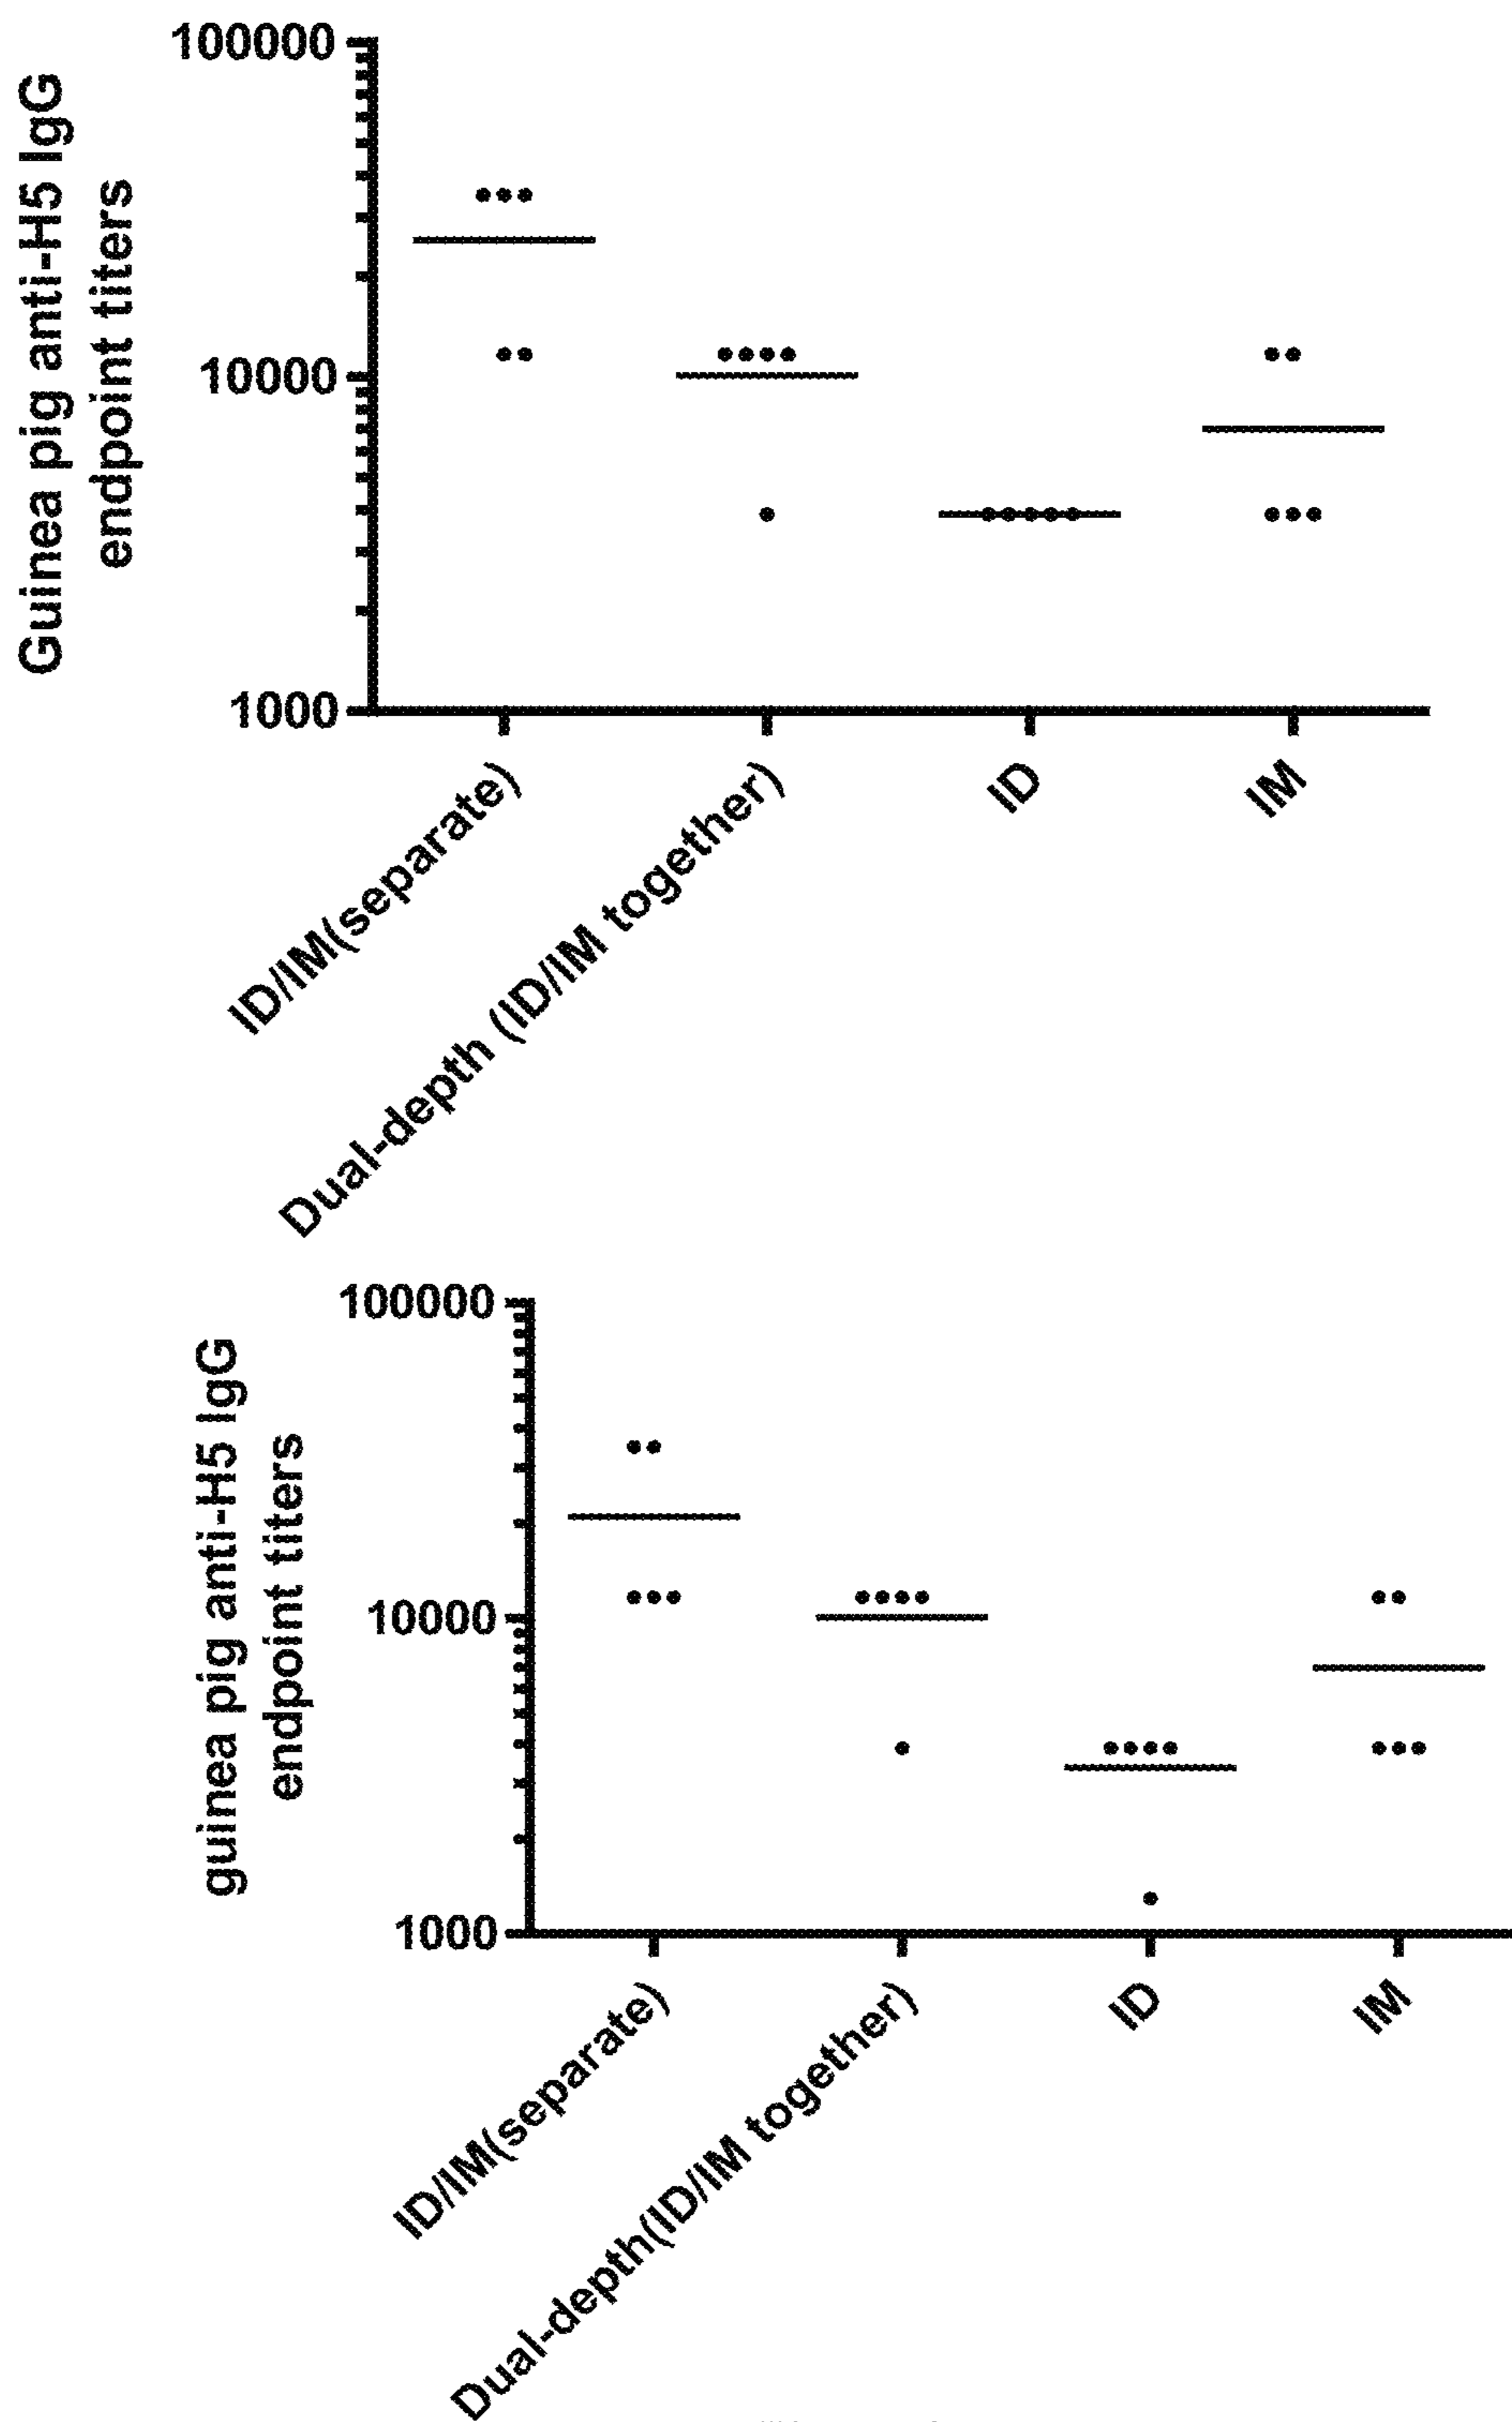 Guinea pig anti-H5 IgG
endpoint titers
100000
10000
1000
ID/IM(separate)
Dual-depth (ID/IM together)
ID
IM
guinea pig anti-H5 IgG
endpoint titers
100000
10000
1000
ID/IM(separate)
Dual-depth(ID/IM together)
ID
IM